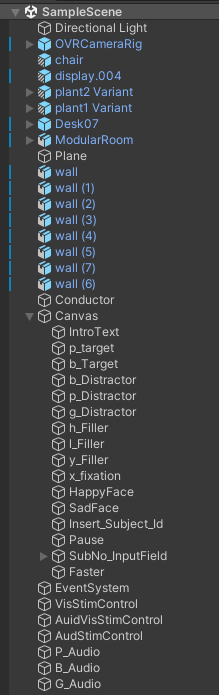 SampleScene
Directional Light
OVRCameraRig
chair
display.004
plant2 Variant
plant1 Variant
Desk07
ModularRoom
Plane
wall
wall (1)
wall (2)
wall (3)
wall (4)
wall (5)
wall (7)
wall (6)
Conductor
Canvas
IntroText
p_target
b_Target
b_Distractor
p_Distractor
g_Distractor
h_Filler
l_Filler
y_Filler
x_fixation
HappyFace
SadFace
Insert_Subject_Id
Pause
SubNo_InputField
Faster
EventSystem
VisStimControl
AuidVisStimControl
AudStimControl
P_Audio
B_Audio
G_Audio